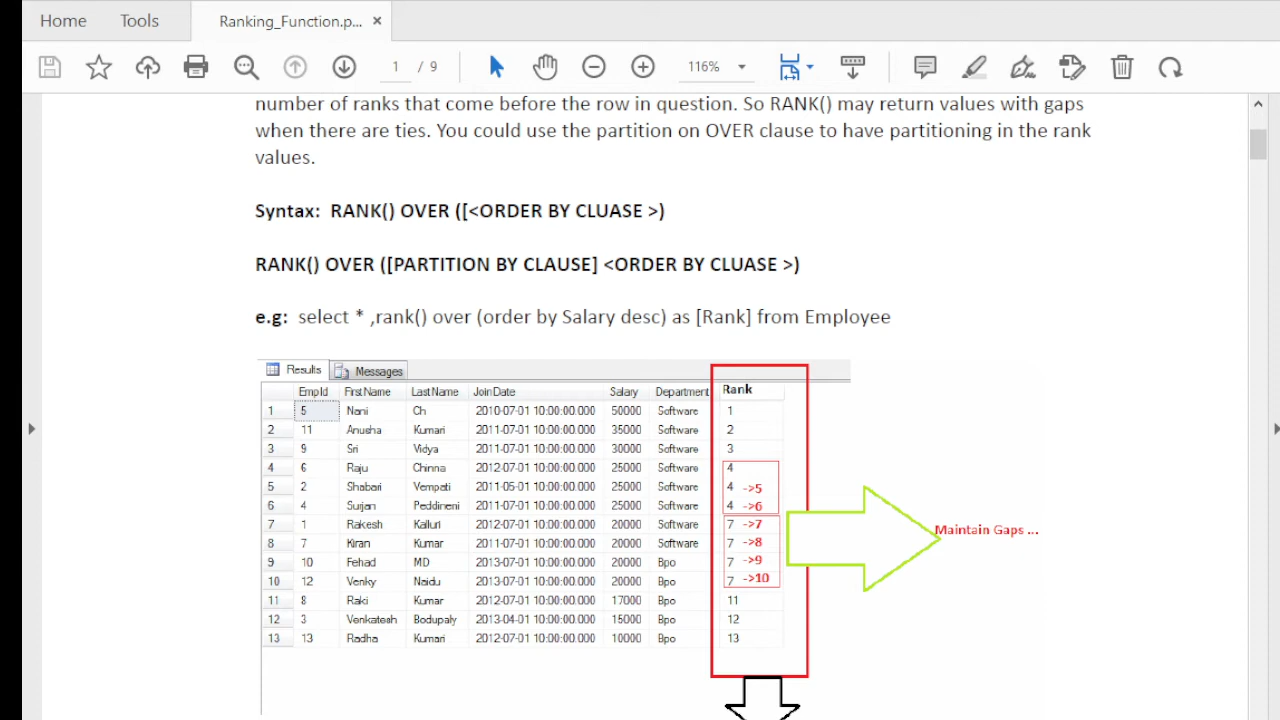 Home Tools Ranking_Function.p... ×
1 / 9 116%
number of ranks that come before the row in question. So RANK() may return values with gaps
when there are ties. You could use the partition on OVER clause to have partitioning in the rank
values.
Syntax: RANK() OVER ([<ORDER BY CLUASE >)
RANK() OVER ([PARTITION BY CLAUSE] <ORDER BY CLUASE >)
e.g: select * ,rank() over (order by Salary desc) as [Rank] from Employee
Results Messages
EmpId FirstName LastName JoinDate Salary Department Rank
1 5 Nani Ch 2010-07-01 10:00:00.000 50000 Software 1
2 11 Anusha Kumari 2011-07-01 10:00:00.000 35000 Software 2
3 9 Sri Vidya 2011-07-01 10:00:00.000 30000 Software 3
4 6 Raju Chinna 2012-07-01 10:00:00.000 25000 Software 4
5 2 Shabari Vempati 2011-05-01 10:00:00.000 25000 Software 4 ->5
6 4 Surjan Peddineni 2011-07-01 10:00:00.000 25000 Software 4 ->6
7 1 Rakesh Kalluri 2012-07-01 10:00:00.000 20000 Software 7 ->7
8 7 Kiran Kumar 2011-07-01 10:00:00.000 20000 Software 7 ->8
9 10 Fehad MD 2013-07-01 10:00:00.000 20000 Bpo 7 ->9
10 12 Venky Naidu 2013-07-01 10:00:00.000 20000 Bpo 7 ->10
11 8 Raki Kumar 2012-07-01 10:00:00.000 17000 Bpo 11
12 3 Venkatesh Bodupaly 2013-04-01 10:00:00.000 15000 Bpo 12
13 13 Radha Kumari 2012-07-01 10:00:00.000 10000 Bpo 13
Maintain Gaps ...